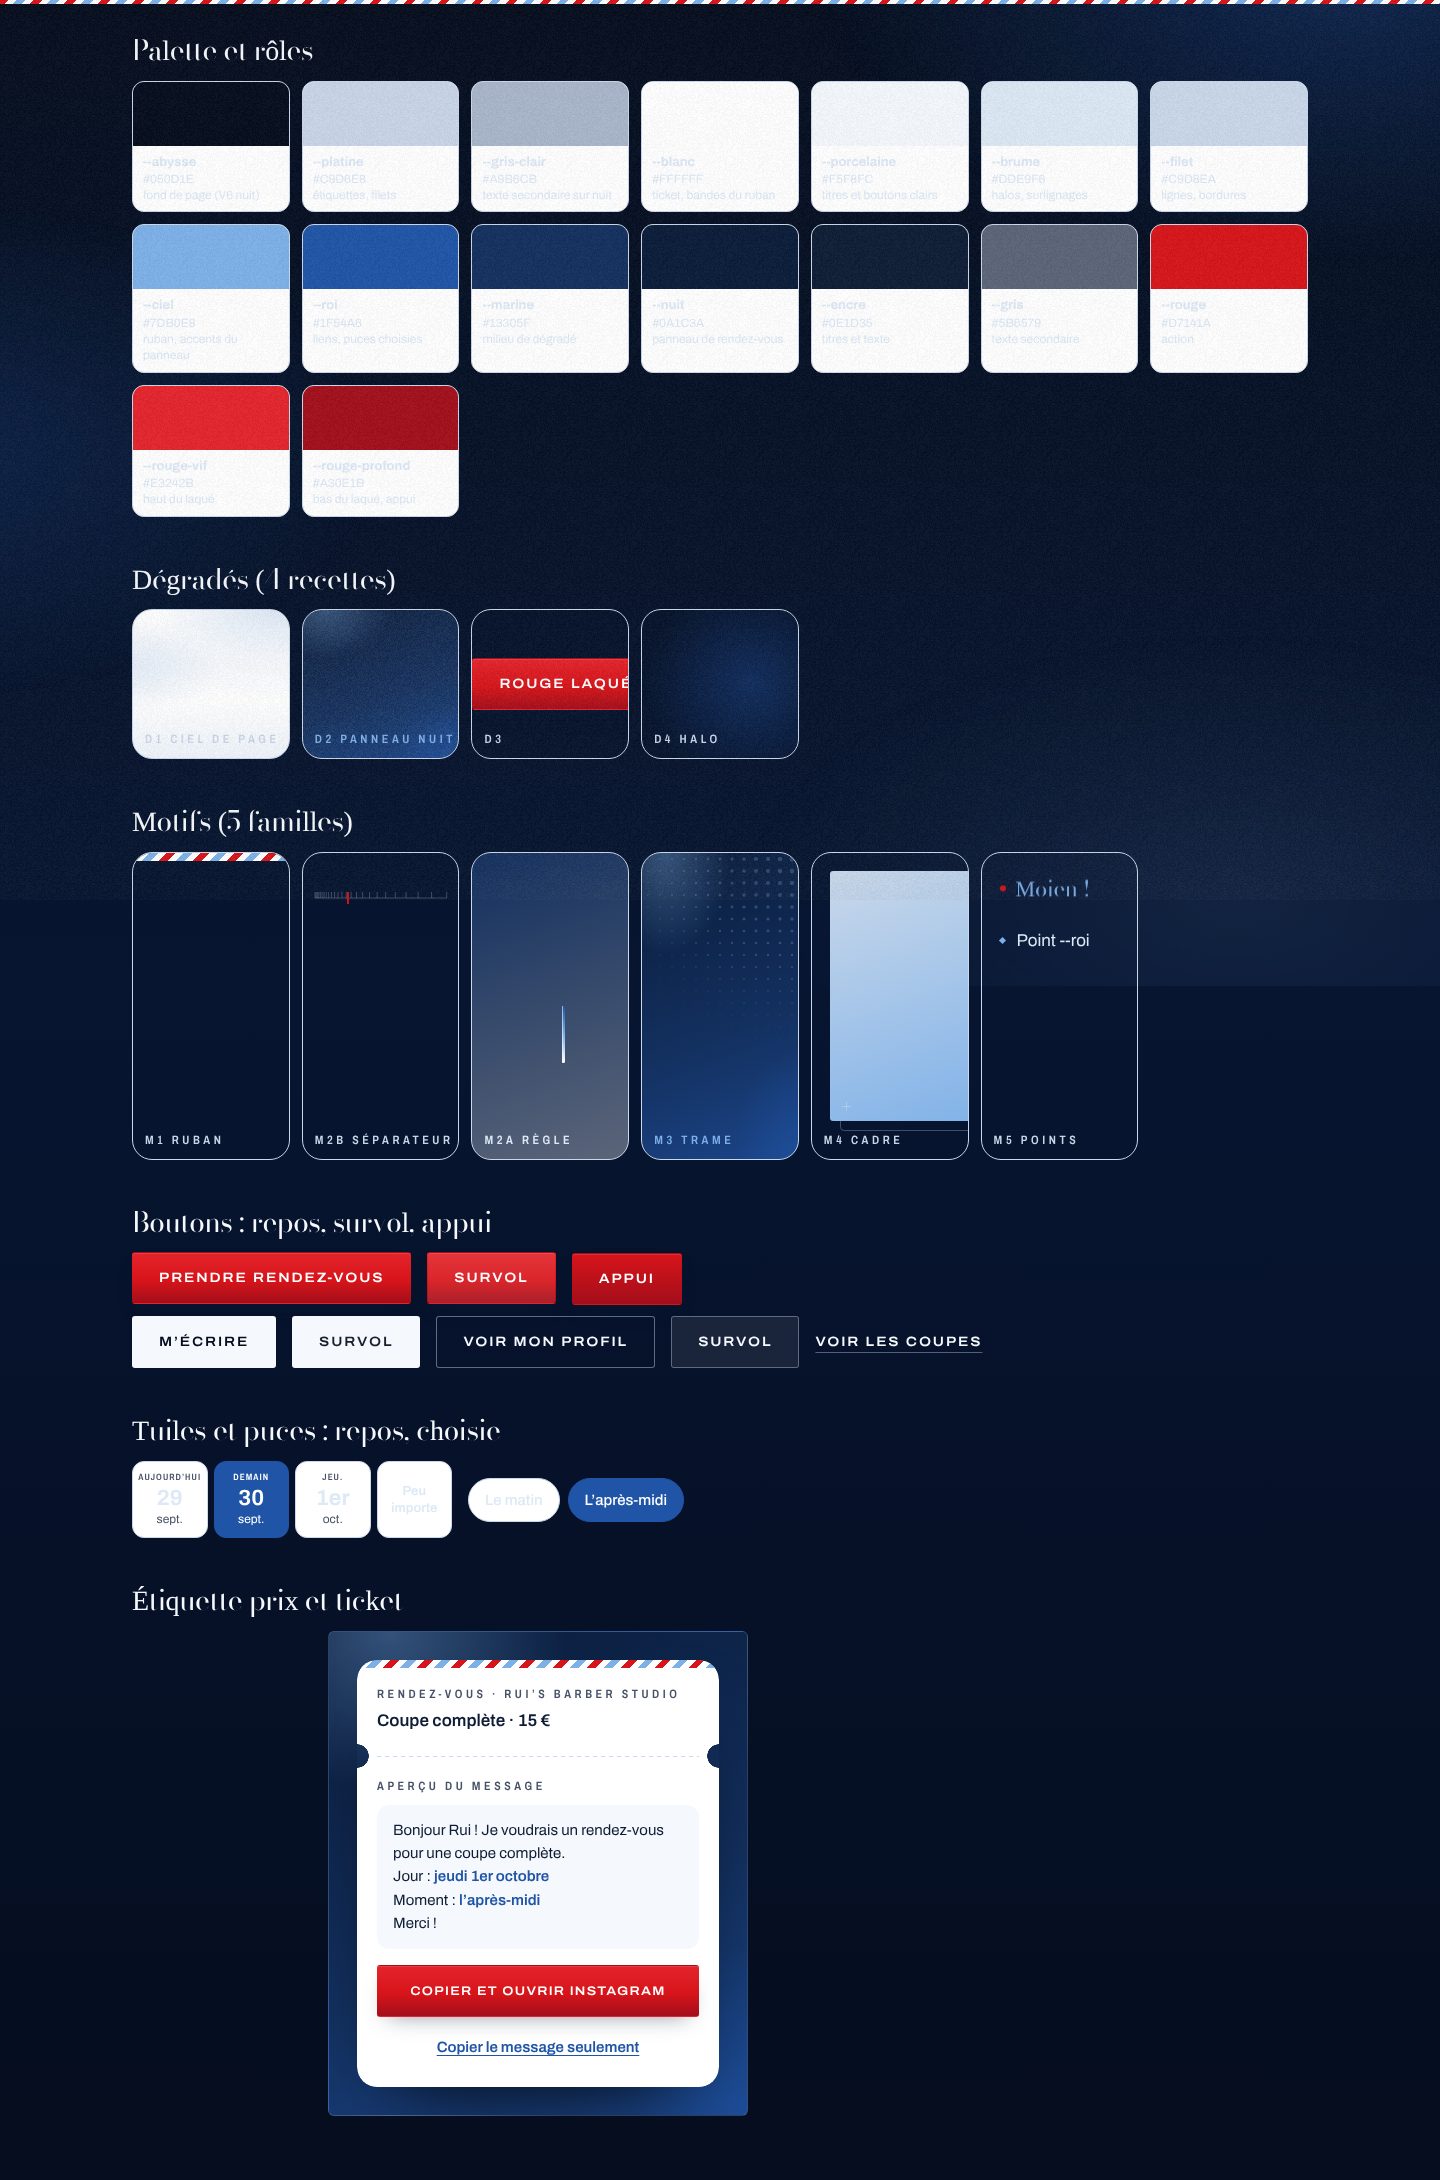 Palette et rôles
--abysse
#050D1E
fond de page (V6 nuit)
--platine
#C9D6E8
étiquettes, filets
--gris-clair
#A9B6CB
texte secondaire sur nuit
--blanc
#FFFFFF
ticket, bandes du ruban
--porcelaine
#F5F8FC
titres et boutons clairs
--brume
#DDE9F6
halos, surlignages
--filet
#C9D8EA
lignes, bordures
--ciel
#7DB0E8
ruban, accents du
panneau
--roi
#1F54A8
liens, puces choisies
--marine
#13305F
milieu de dégradé
--nuit
#0A1C3A
panneau de rendez-vous
--encre
#0E1D35
titres et texte
--gris
#5B6579
texte secondaire
--rouge
#D7141A
action
--rouge-vif
#E3242B
haut du laqué
--rouge-profond
#A30E1B
bas du laqué, appui
Dégradés (4 recettes)
D1 CIEL DE PAGE
D2 PANNEAU NUIT
ROUGE LAQUÉ
D3
D4 HALO
Motifs (5 familles)
M1 RUBAN
M2B SÉPARATEUR
M2A RÈGLE
M3 TRAME
M4 CADRE
Moien !
Point --roi
M5 POINTS
Boutons : repos, survol, appui
PRENDRE RENDEZ-VOUS
SURVOL
APPUI
M’ÉCRIRE
SURVOL
VOIR MON PROFIL
SURVOL
VOIR LES COUPES
Tuiles et puces : repos, choisie
AUJOURD’HUI
29
sept.
DEMAIN
30
sept.
JEU.
1er
oct.
Peu
importe
Le matin
L’après-midi
Étiquette prix et ticket
RENDEZ-VOUS · RUI’S BARBER STUDIO
Coupe complète · 15 €
APERÇU DU MESSAGE
Bonjour Rui ! Je voudrais un rendez-vous
pour une coupe complète.
Jour : jeudi 1er octobre
Moment : l’après-midi
Merci !
COPIER ET OUVRIR INSTAGRAM
Copier le message seulement